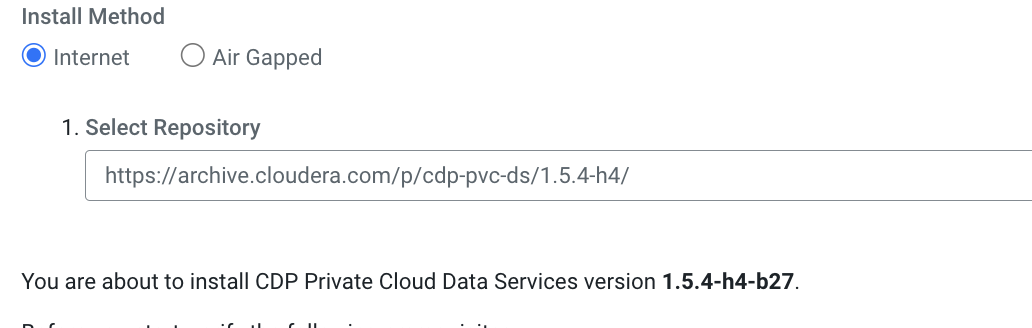 Install Method
Internet Air Gapped
1. Select Repository
https://archive.cloudera.com/p/cdp-pvc-ds/1.5.4-h4/
You are about to install CDP Private Cloud Data Services version 1.5.4-h4-b27.